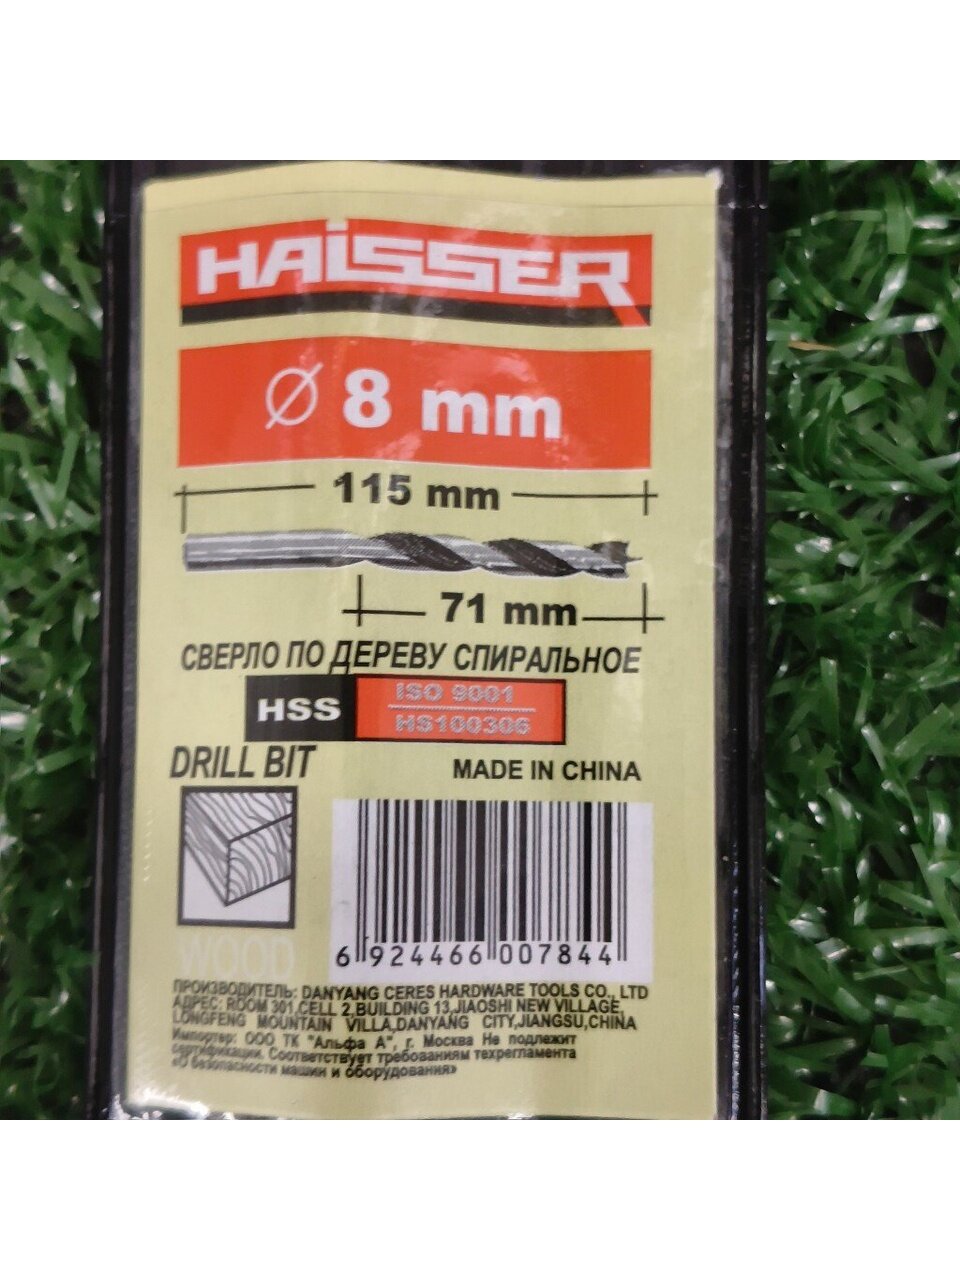 HAiSSER
Ø 8 mm
115 mm
71 mm
СВЕРЛО ПО ДЕРЕВУ СПИРАЛЬНОЕ
HSS
ISO 9001
HS100306
DRILL BIT
MADE IN CHINA
WOOD
6 924466 007844
ПРОИЗВОДИТЕЛЬ: DANYANG CERES HARDWARE TOOLS CO., LTD
АДРЕС: ROOM 301,CELL 2,BUILDING 13,JIAOSHI NEW VILLAGE,
LONGFENG MOUNTAIN VILLA,DANYANG CITY,JIANGSU,CHINA
Импортер: ООО ТК "Альфа А", г. Москва Не подлежит
сертификации. Соответствует требованиям техрегламента
«О безопасности машин и оборудования»